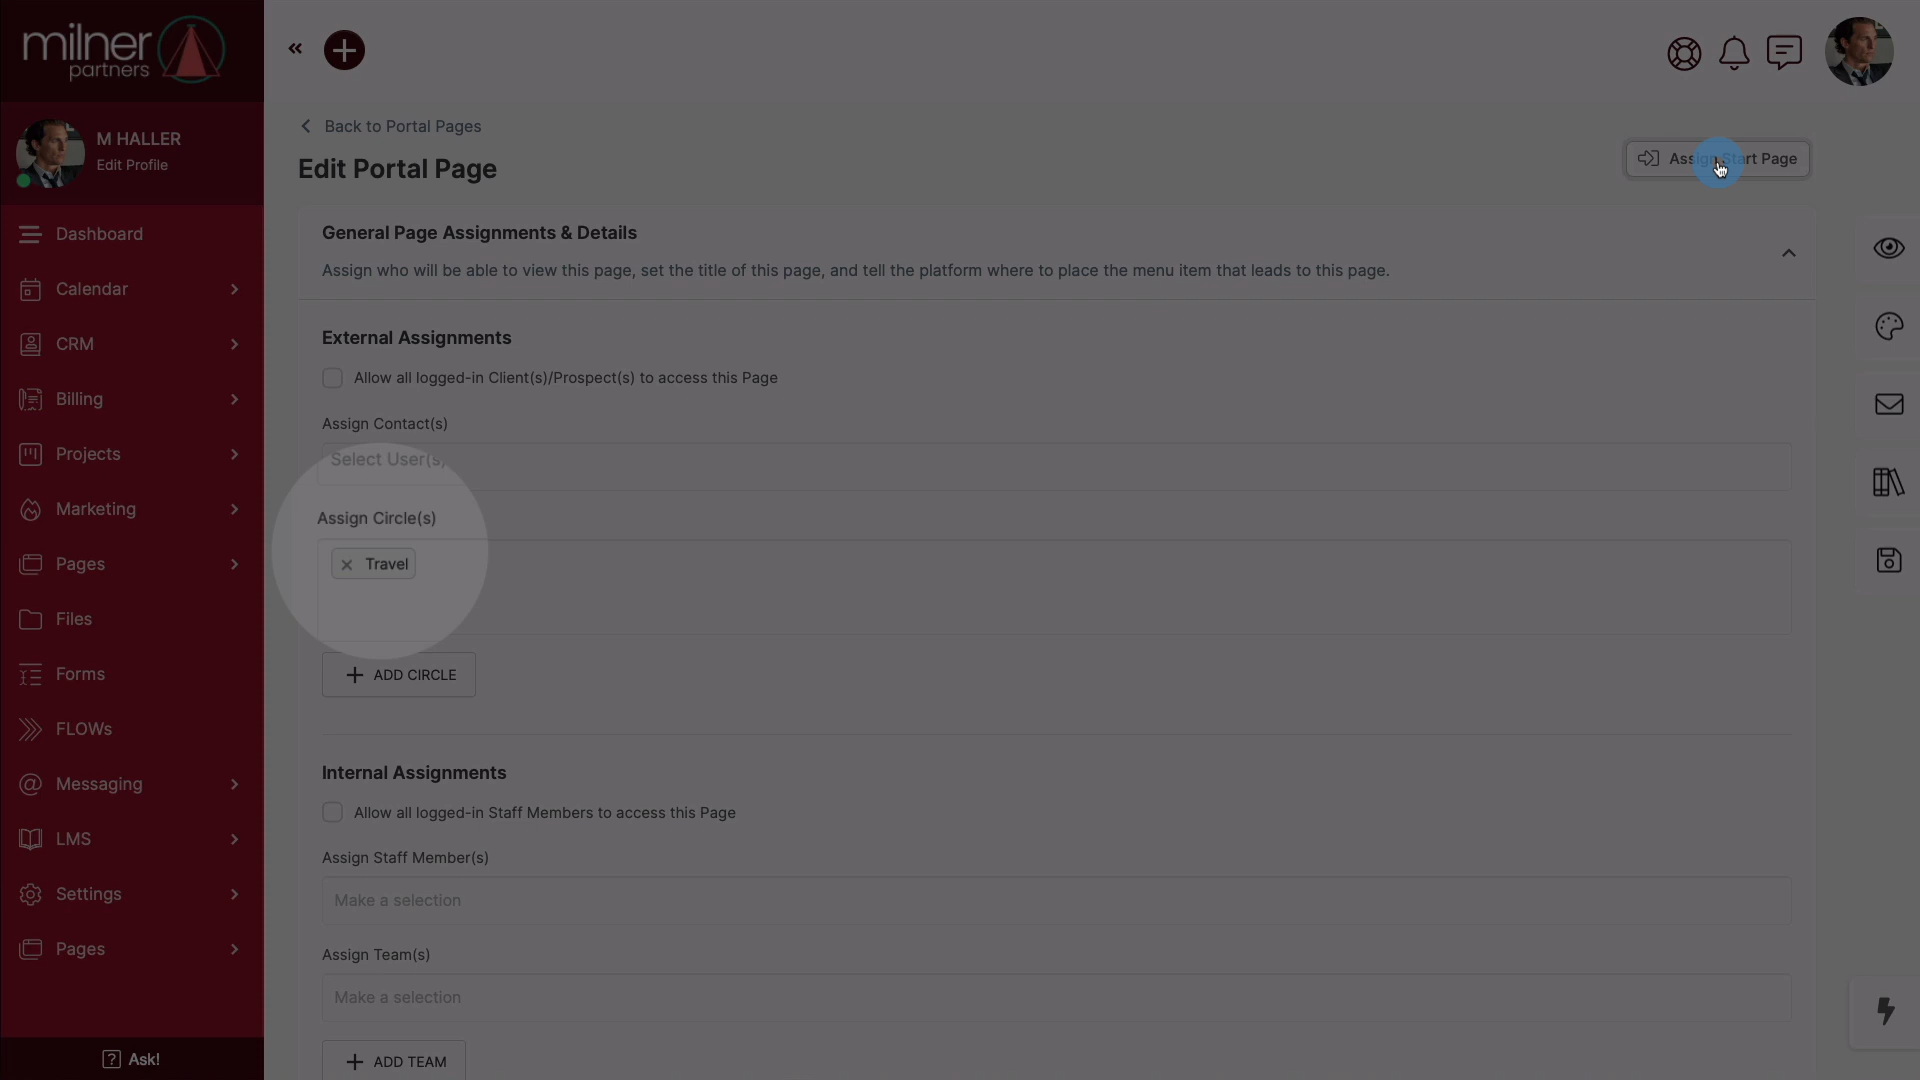 milner
partners
M HALLER
Edit Profile
Dashboard
Calendar
CRM
Billing
Projects
Marketing
Pages
Files
Forms
FLOWs
Messaging
LMS
Settings
Pages
Ask!
Back to Portal Pages
Edit Portal Page
Assign Start Page
General Page Assignments & Details
Assign who will be able to view this page, set the title of this page, and tell the platform where to place the menu item that leads to this page.
External Assignments
Allow all logged-in Client(s)/Prospect(s) to access this Page
Assign Contact(s)
Select User(s)
Assign Circle(s)
Travel
ADD CIRCLE
Internal Assignments
Allow all logged-in Staff Members to access this Page
Assign Staff Member(s)
Make a selection
Assign Team(s)
Make a selection
ADD TEAM